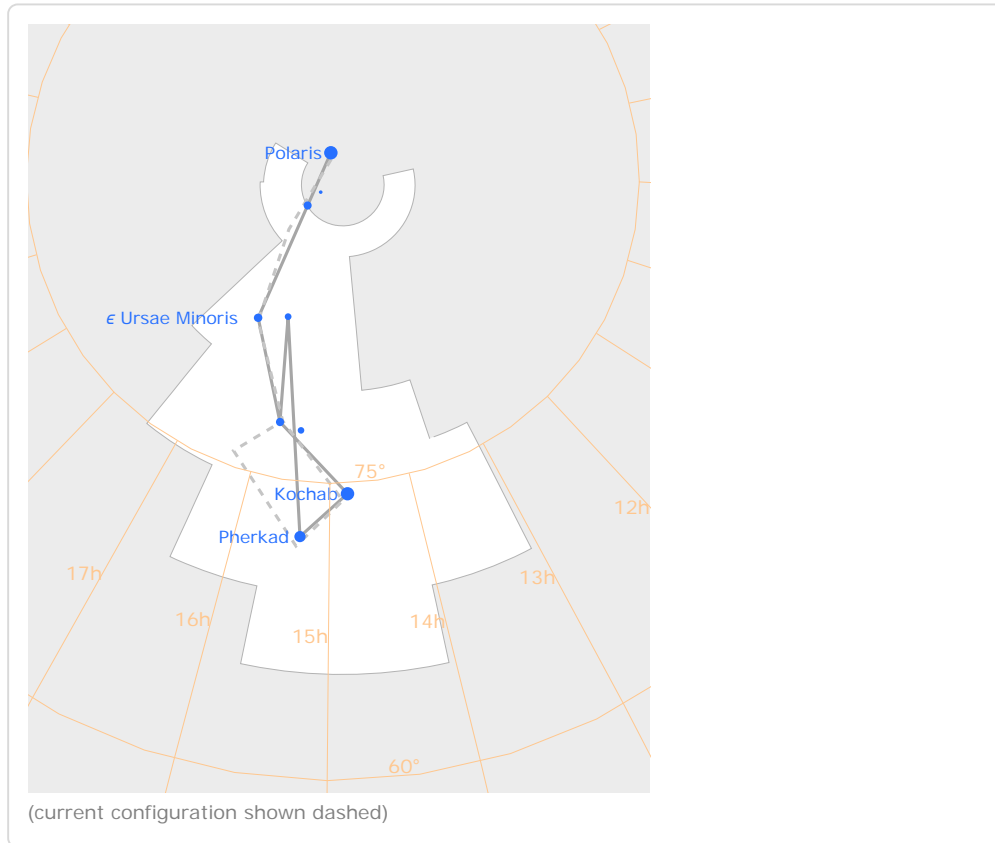 Polaris
ϵ Ursae Minoris
75°
Kochab
12h
Pherkad
17h
13h
16h
14h
15h
60°
(current configuration shown dashed)